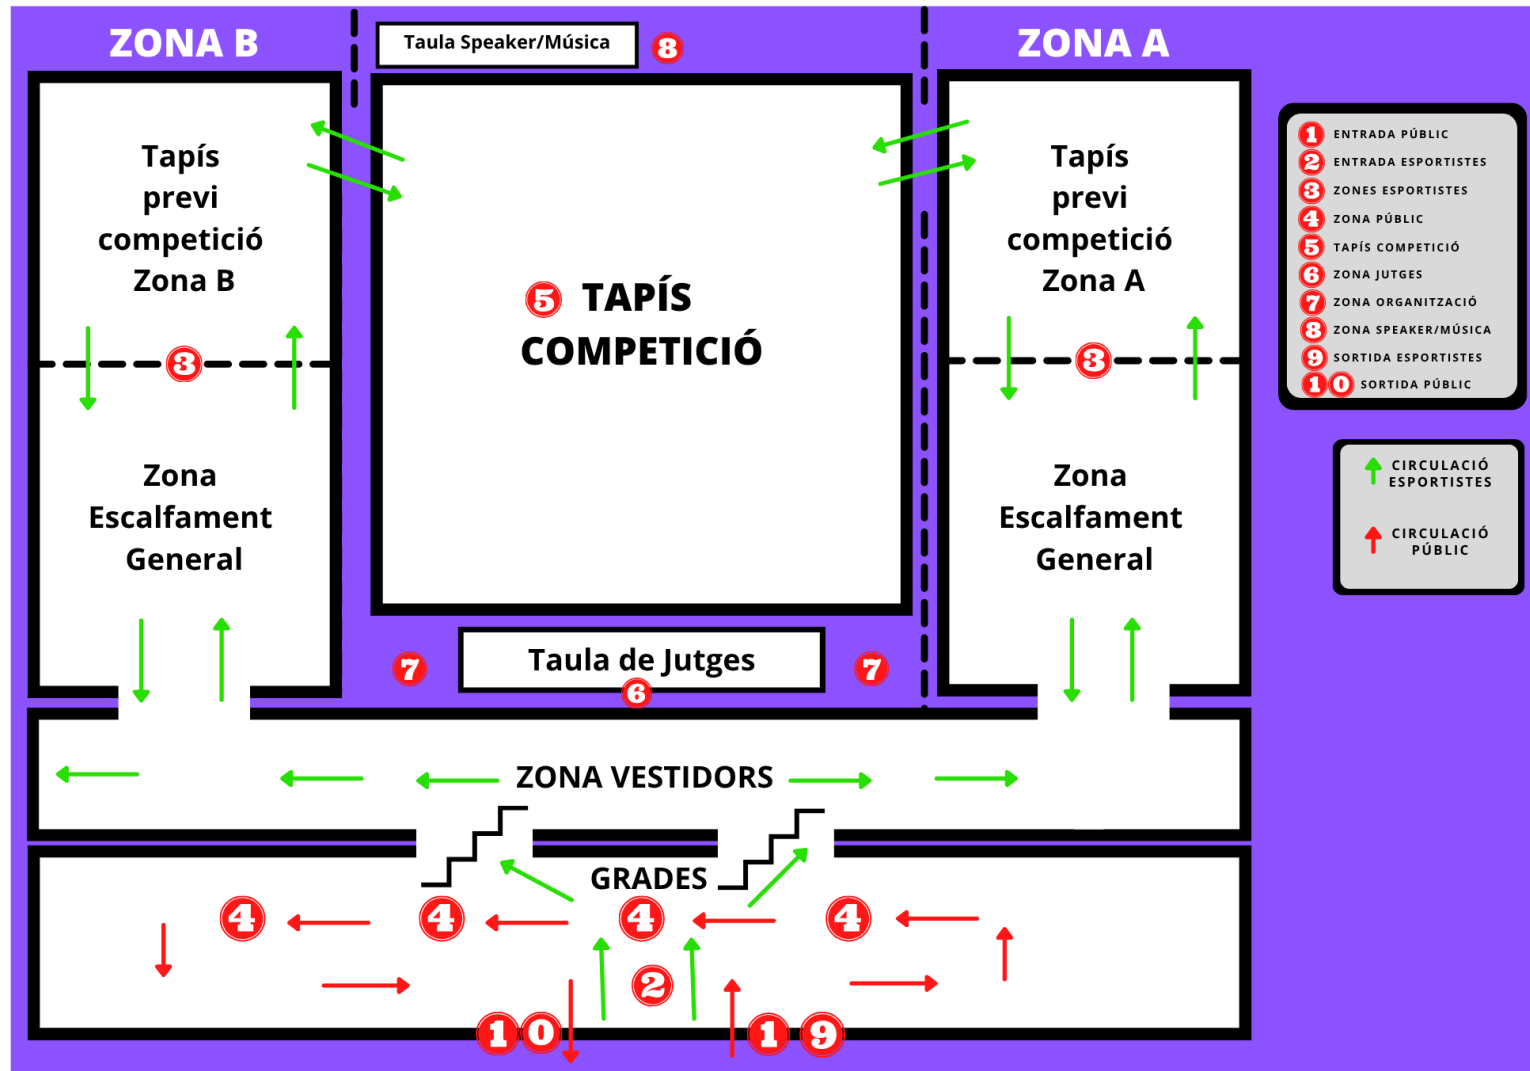 ZONA B
Taula Speaker/Música
8
ZONA A
Tapís
previ
competició
Zona B
3
Zona
Escalfament
General
5 TAPÍS
COMPETICIÓ
Tapís
previ
competició
Zona A
3
Zona
Escalfament
General
1 ENTRADA PÚBLIC
2 ENTRADA ESPORTISTES
3 ZONES ESPORTISTES
4 ZONA PÚBLIC
5 TAPÍS COMPETICIÓ
6 ZONA JUTGES
7 ZONA ORGANITZACIÓ
8 ZONA SPEAKER/MÚSICA
9 SORTIDA ESPORTISTES
10 SORTIDA PÚBLIC
CIRCULACIÓ
ESPORTISTES
CIRCULACIÓ
PÚBLIC
7
Taula de Jutges
7
6
ZONA VESTIDORS
GRADES
4
4
4
4
2
10
1
9